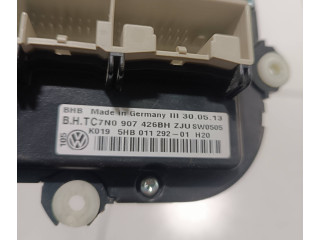 BHB Made in Germany III 30.05.13
B.H.TC7N0 907 426BH ZJU SW0505
K019 5HB 011 292-01 H20
105